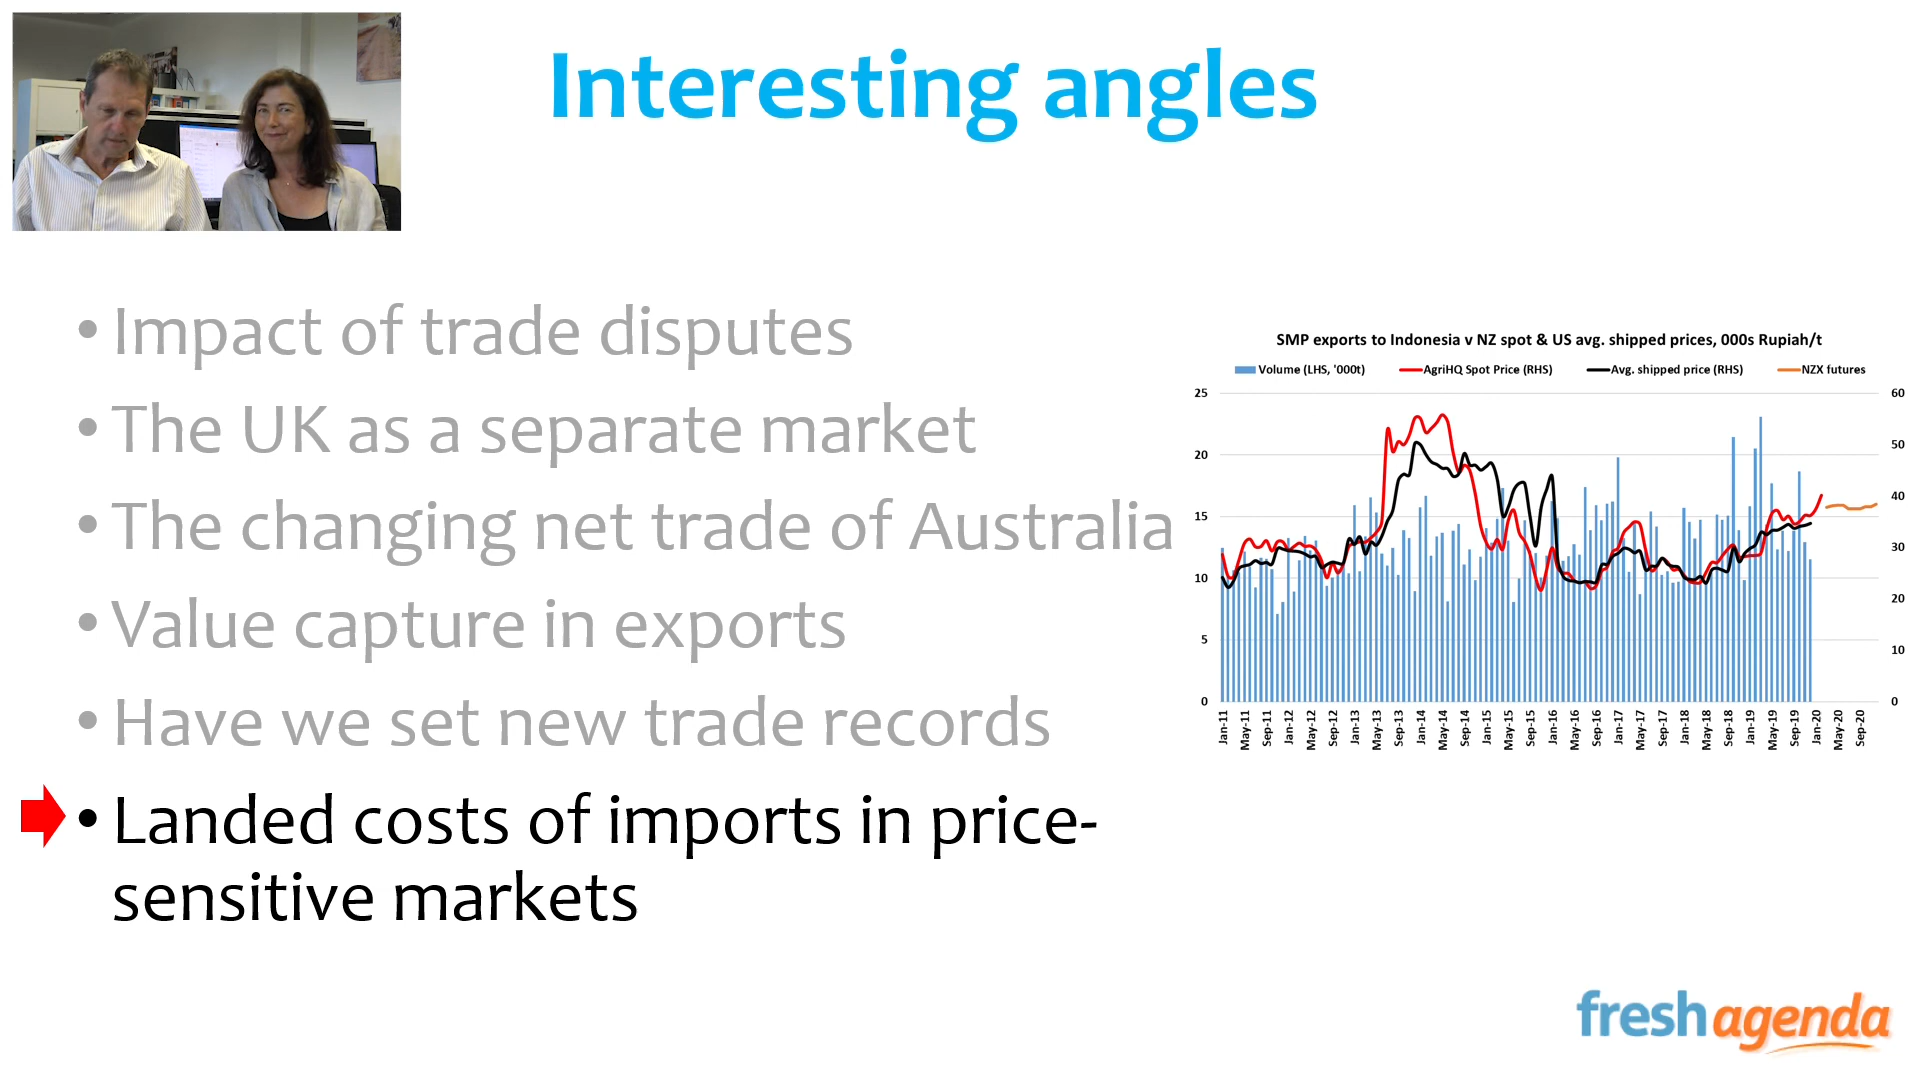 Interesting angles
• Impact of trade disputes
• The UK as a separate market
• The changing net trade of Australia
• Value capture in exports
• Have we set new trade records
• Landed costs of imports in price-
sensitive markets
SMP exports to Indonesia v NZ spot & US avg. shipped prices, 000s Rupiah/t
Volume (LHS, '000t) AgriHQ Spot Price (RHS) Avg. shipped price (RHS) NZX futures
25 60
50
20
40
15
30
10
20
5
10
0 0
Jan-11 May-11 Sep-11 Jan-12 May-12 Sep-12 Jan-13 May-13 Sep-13 Jan-14 May-14 Sep-14 Jan-15 May-15 Sep-15 Jan-16 May-16 Sep-16 Jan-17 May-17 Sep-17 Jan-18 May-18 Sep-18 Jan-19 May-19 Sep-19 Jan-20 May-20 Sep-20
fresh agenda